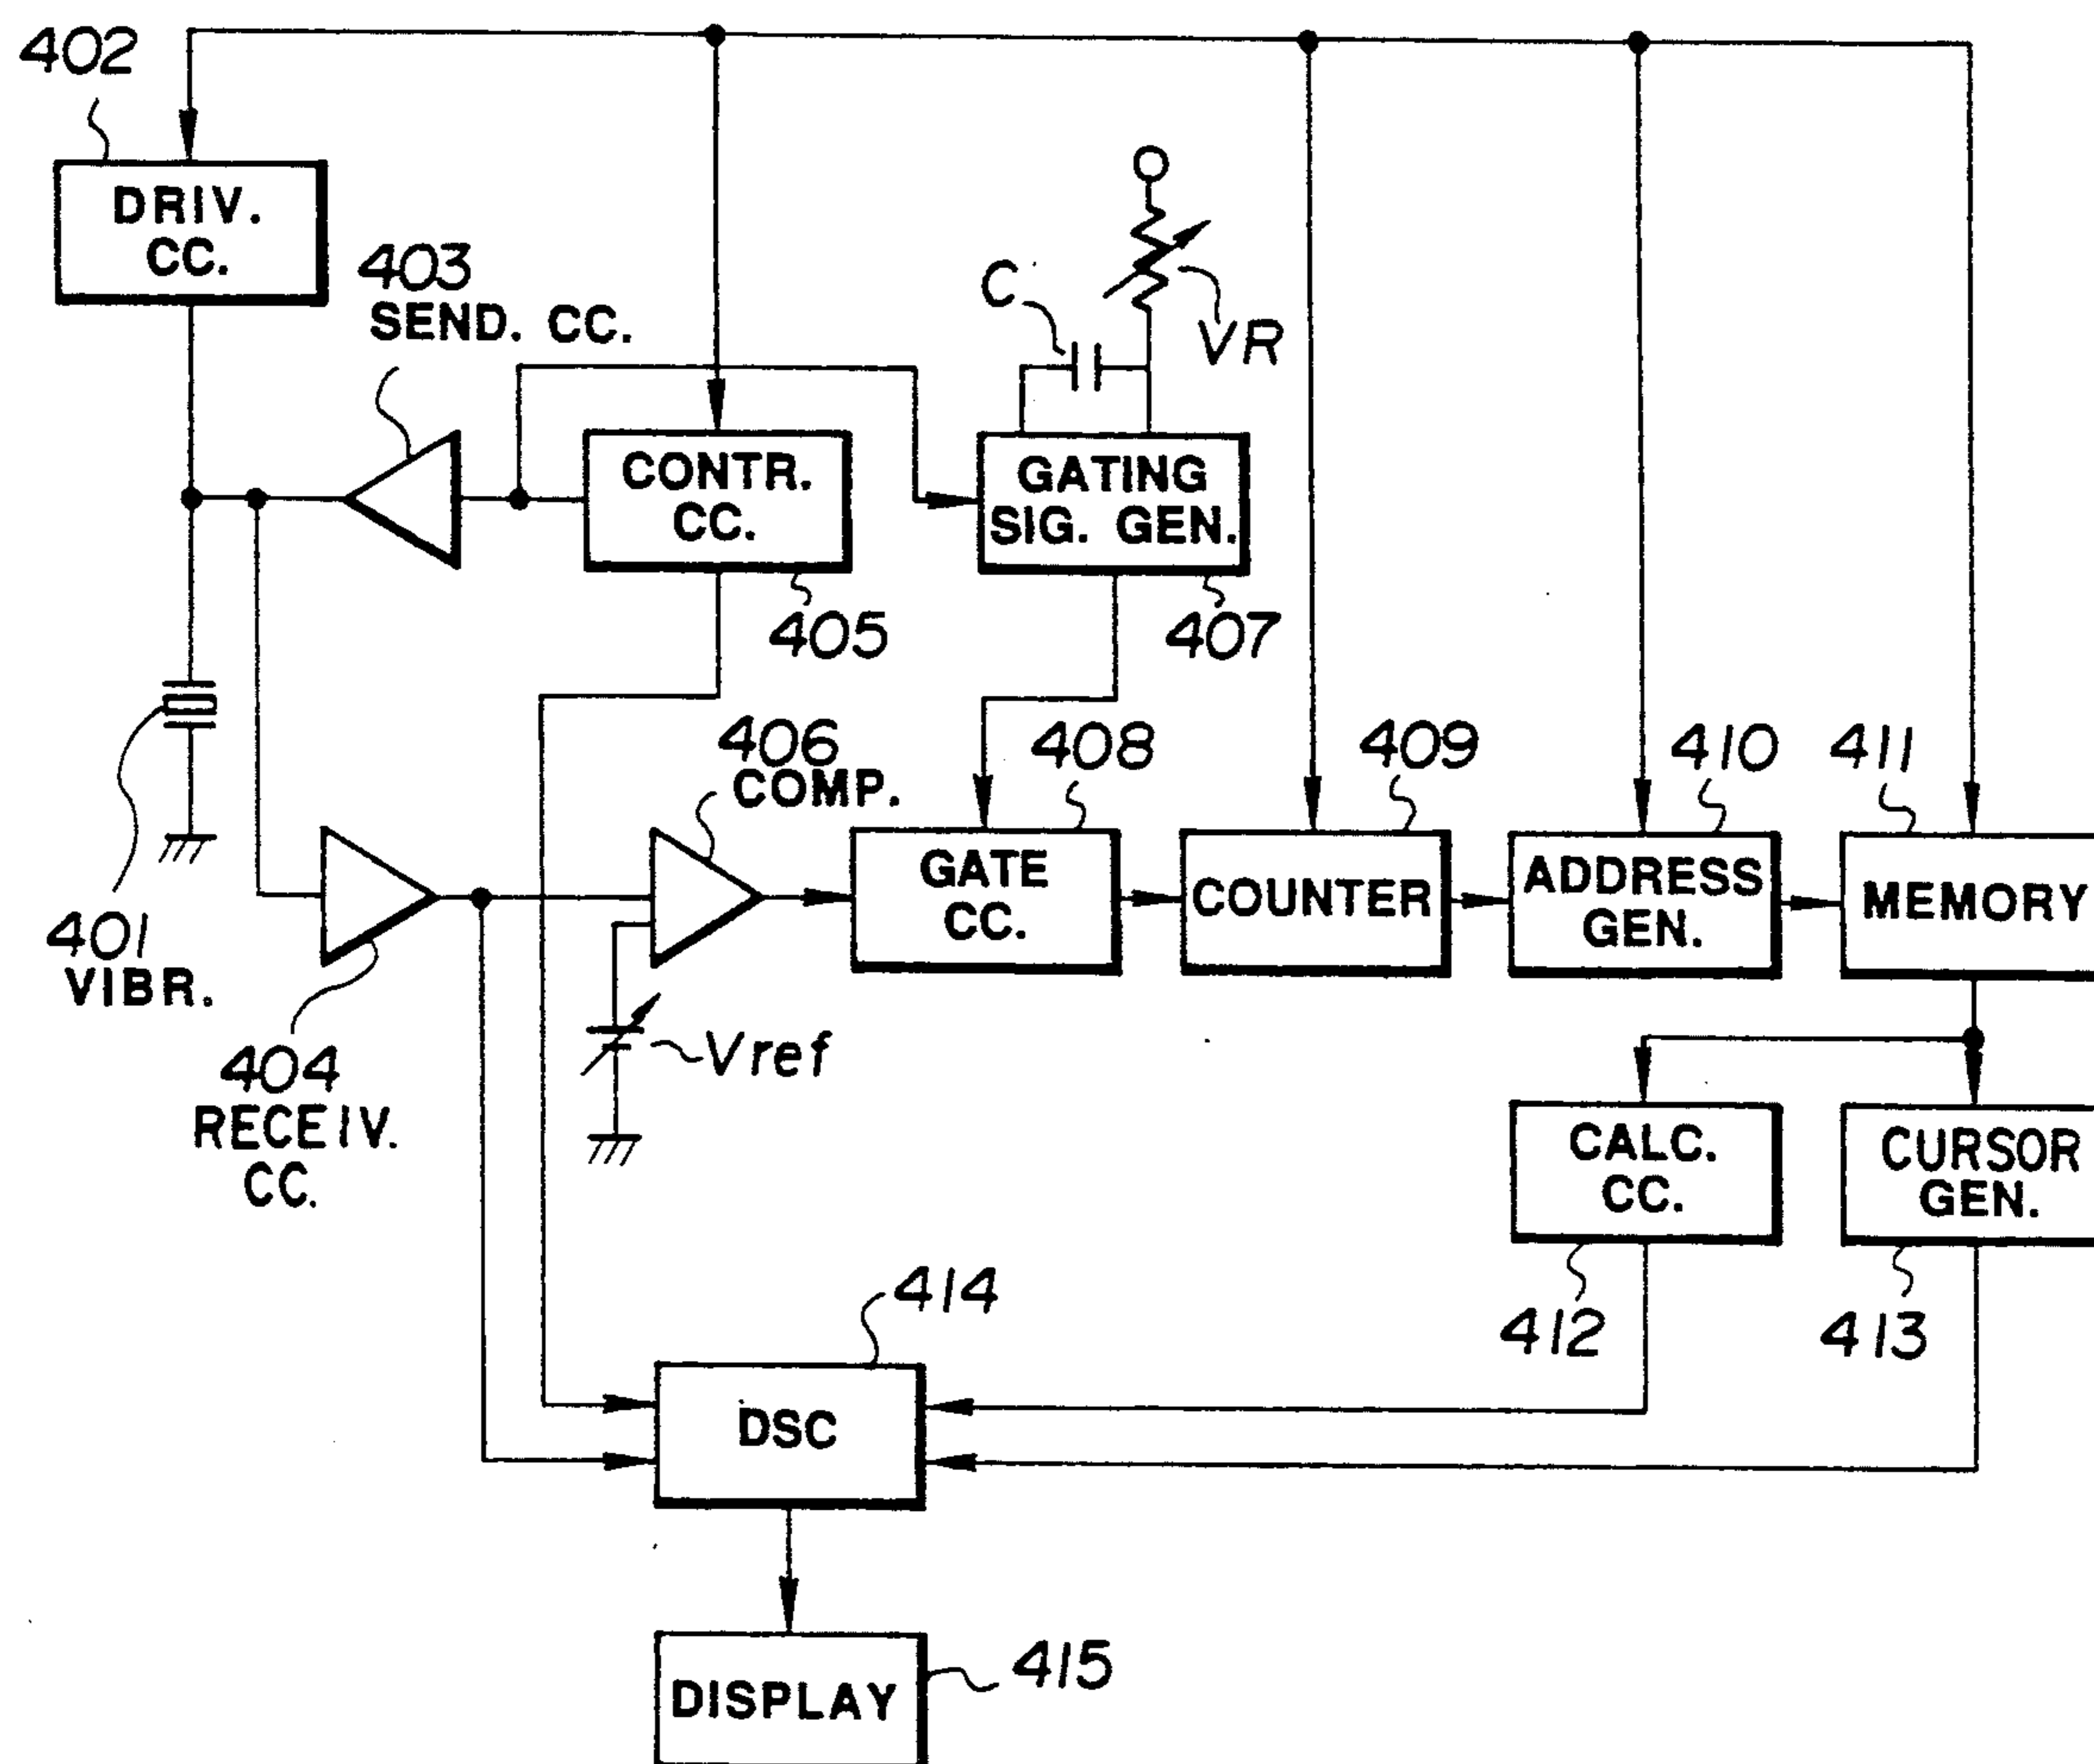 402
DRIV.
CC.
403
SEND. CC.
C
VR
CONTR.
CC.
405
GATING
SIG. GEN.
407
401
VIBR.
404
RECEIV.
CC.
406
COMP.
Vref
408
GATE
CC.
409
COUNTER
410
ADDRESS
GEN.
411
MEMORY
CALC.
CC.
412
CURSOR
GEN.
413
414
DSC
DISPLAY
415